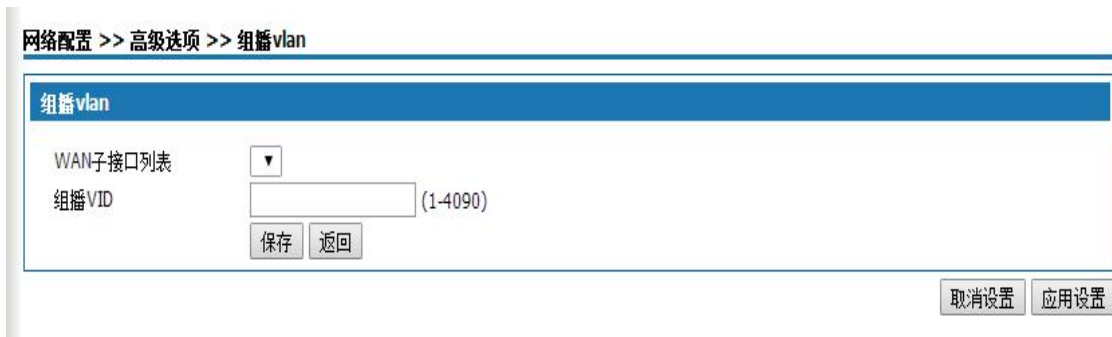 网络配置 >> 高级选项 >> 组播vlan
组播vlan
WAN子接口列表
组播VID (1-4090)
保存 返回
取消设置 应用设置